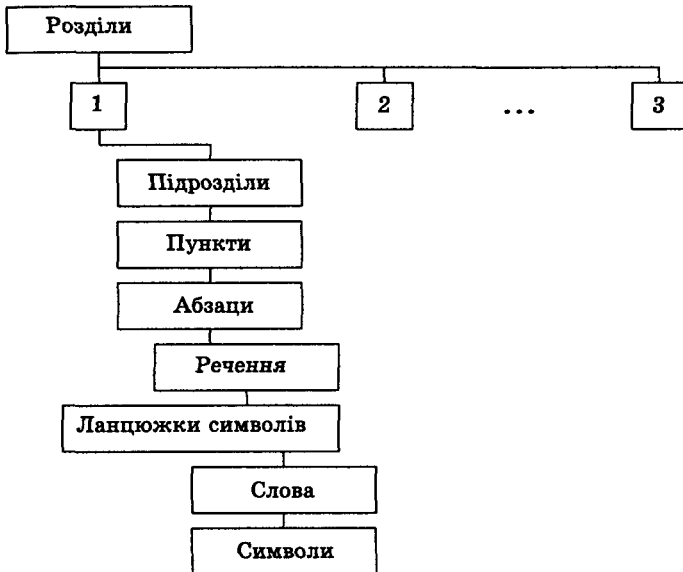 Розділи
1 2 ... 3
Підрозділи
Пункти
Абзаци
Речення
Ланцюжки символів
Слова
Символи